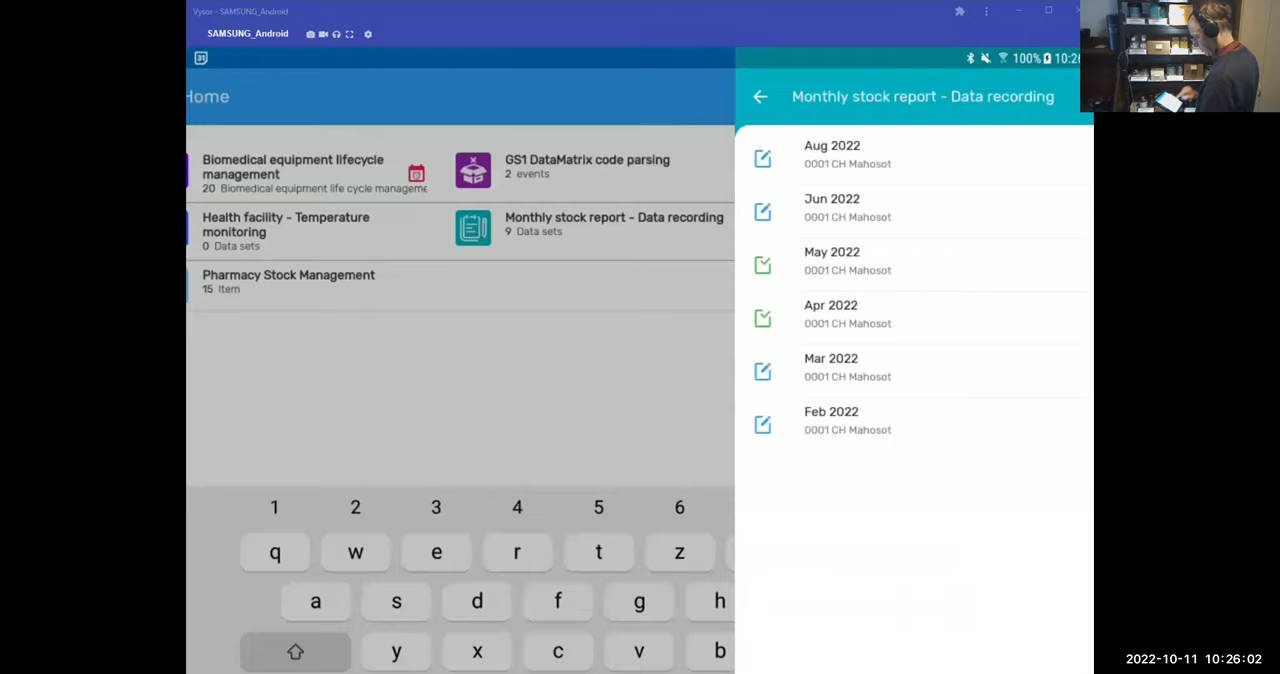 Vysor - SAMSUNG_Android
SAMSUNG_Android
31
100%
Home
Biomedical equipment lifecycle
management
20 Biomedical equipment life cycle manageme
GS1 DataMatrix code parsing
2 events
Health facility - Temperature
monitoring
0 Data sets
Monthly stock report - Data recording
9 Data sets
Pharmacy Stock Management
15 Item
1 2 3 4 5 6
q w e r t z
a s d f g h
y x c v b
Monthly stock report - Data recording
Aug 2022
0001 CH Mahosot
Jun 2022
0001 CH Mahosot
May 2022
0001 CH Mahosot
Apr 2022
0001 CH Mahosot
Mar 2022
0001 CH Mahosot
Feb 2022
0001 CH Mahosot
2022-10-11 10:26:02